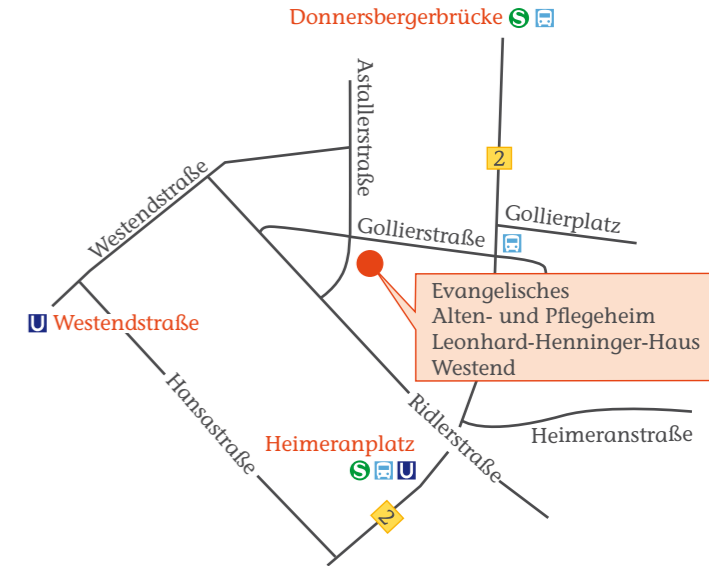 Donnersbergerbrücke S
Astallerstraße
2
Westendstraße
Gollierplatz
Gollierstraße
Evangelisches
Alten- und Pflegeheim
Leonhard-Henninger-Haus
Westend
U Westendstraße
Hansastraße
Ridlerstraße
Heimeranstraße
Heimeranplatz
S U
2